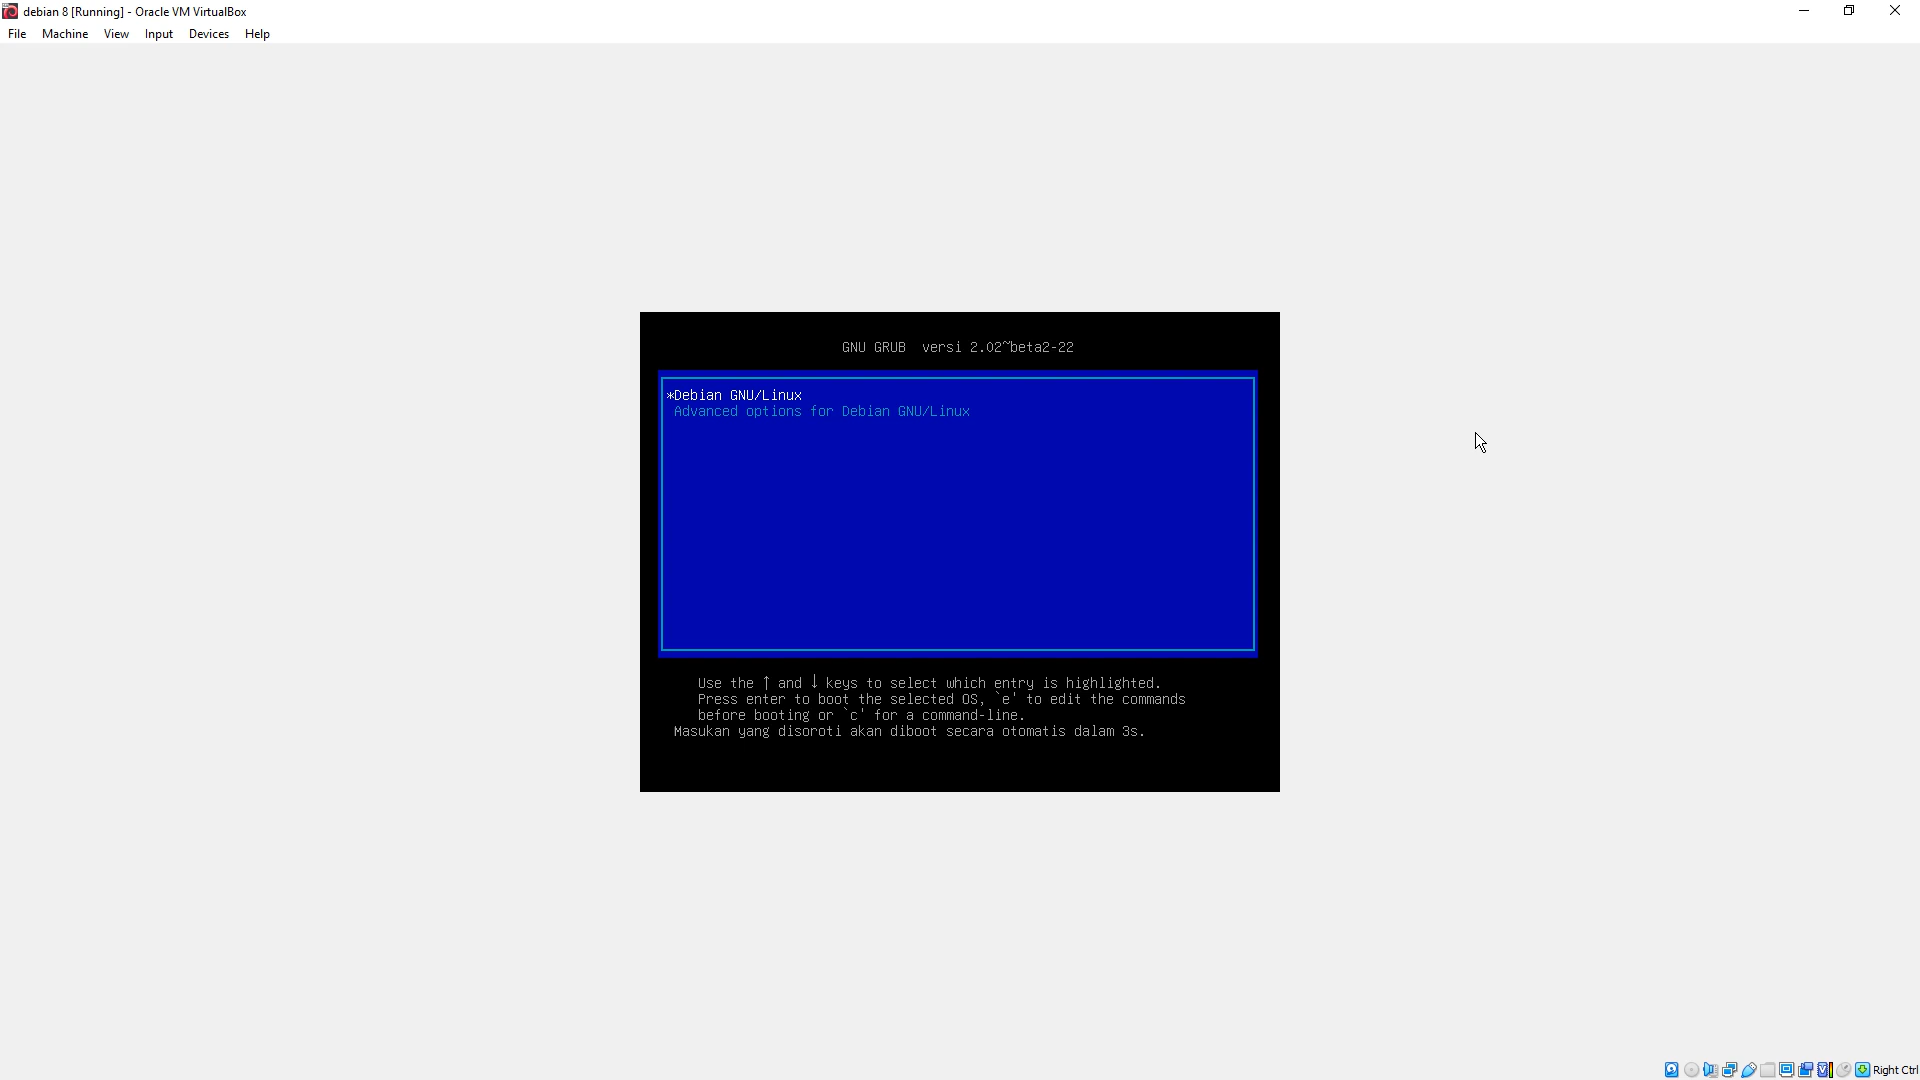 debian 8 [Running] - Oracle VM VirtualBox
File Machine View Input Devices Help
GNU GRUB versi 2.02~beta2-22
*Debian GNU/Linux
Advanced options for Debian GNU/Linux
Use the ↑ and ↓ keys to select which entry is highlighted.
Press enter to boot the selected OS, `e' to edit the commands
before booting or `c' for a command-line.
Masukan yang disoroti akan diboot secara otomatis dalam 3s.
Right Ctrl